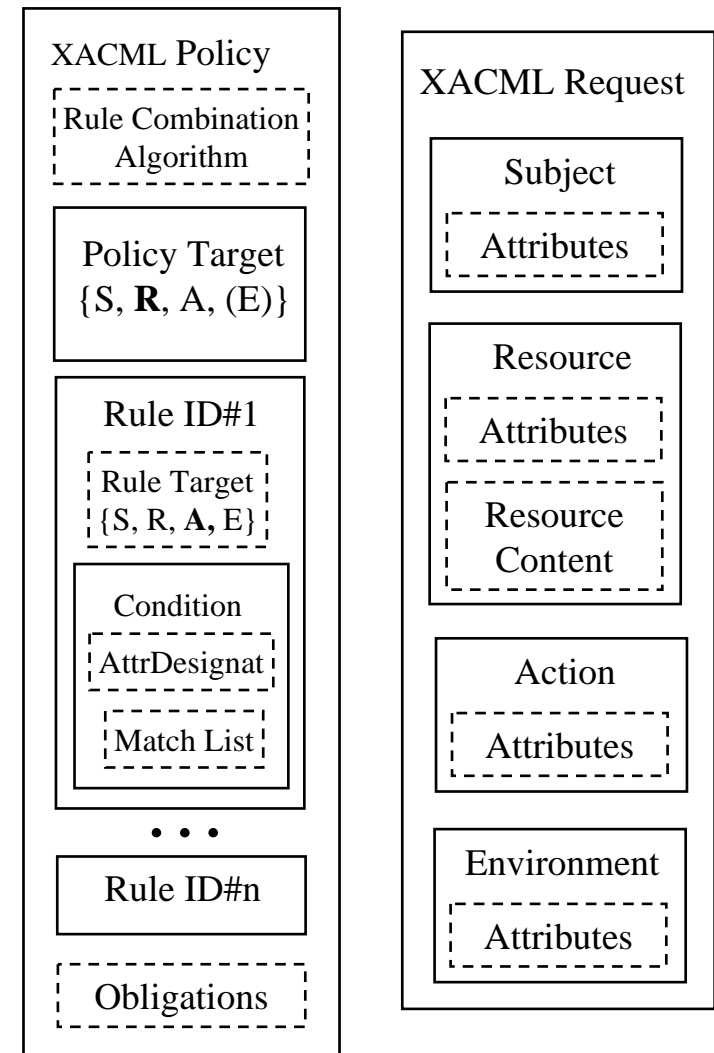 XACML Policy
Rule Combination
Algorithm
Policy Target
{S, R, A, (E)}
Rule ID#1
Rule Target
{S, R, A, E}
Condition
AttrDesignat
Match List
• • •
Rule ID#n
Obligations
XACML Request
Subject
Attributes
Resource
Attributes
Resource
Content
Action
Attributes
Environment
Attributes